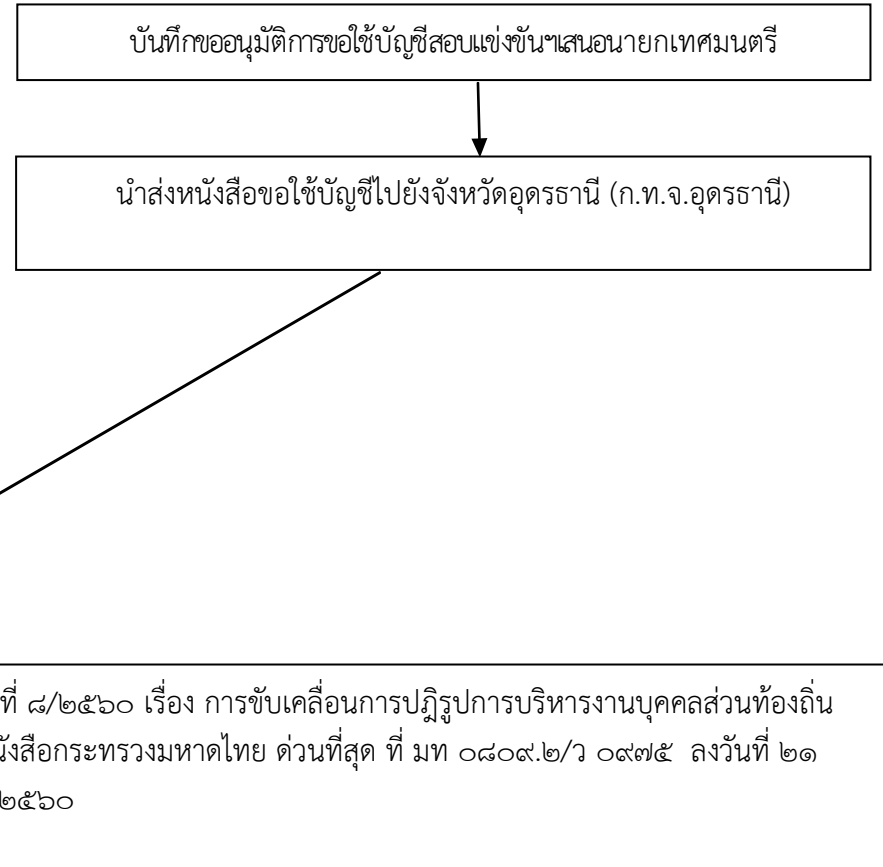 บันทึกขออนุมัติการขอใช้บัญชีสอบแข่งขันฯเสนอนายกเทศมนตรี
นำส่งหนังสือขอใช้บัญชีไปยังจังหวัดอุดรธานี (ก.ท.จ.อุดรธานี)
ที่ ๘/๒๕๖๐ เรื่อง การขับเคลื่อนการปฏิรูปการบริหารงานบุคคลส่วนท้องถิ่น
นังสือกระทรวงมหาดไทย ด่วนที่สุด ที่ มท ๐๘๐๙.๒/ว ๐๙๗๕ ลงวันที่ ๒๑
๒๕๖๐